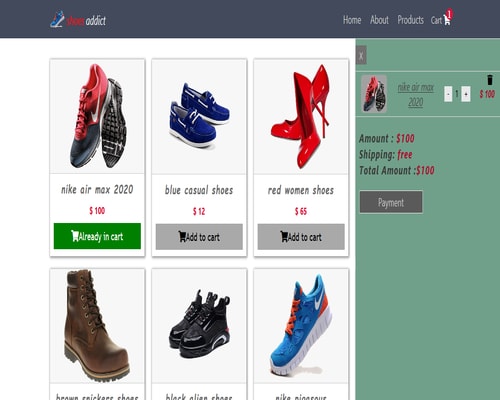 Shoes addict
Home About Products Cart 1
X
nike air max
2020
- 1 +
$ 100
Amount : $100
Shipping: free
Total Amount :$100
Payment
nike air max 2020
$ 100
Already in cart
blue casual shoes
$ 12
Add to cart
red women shoes
$ 65
Add to cart
brown snickers shoes
black alien shoes
nike pigasous